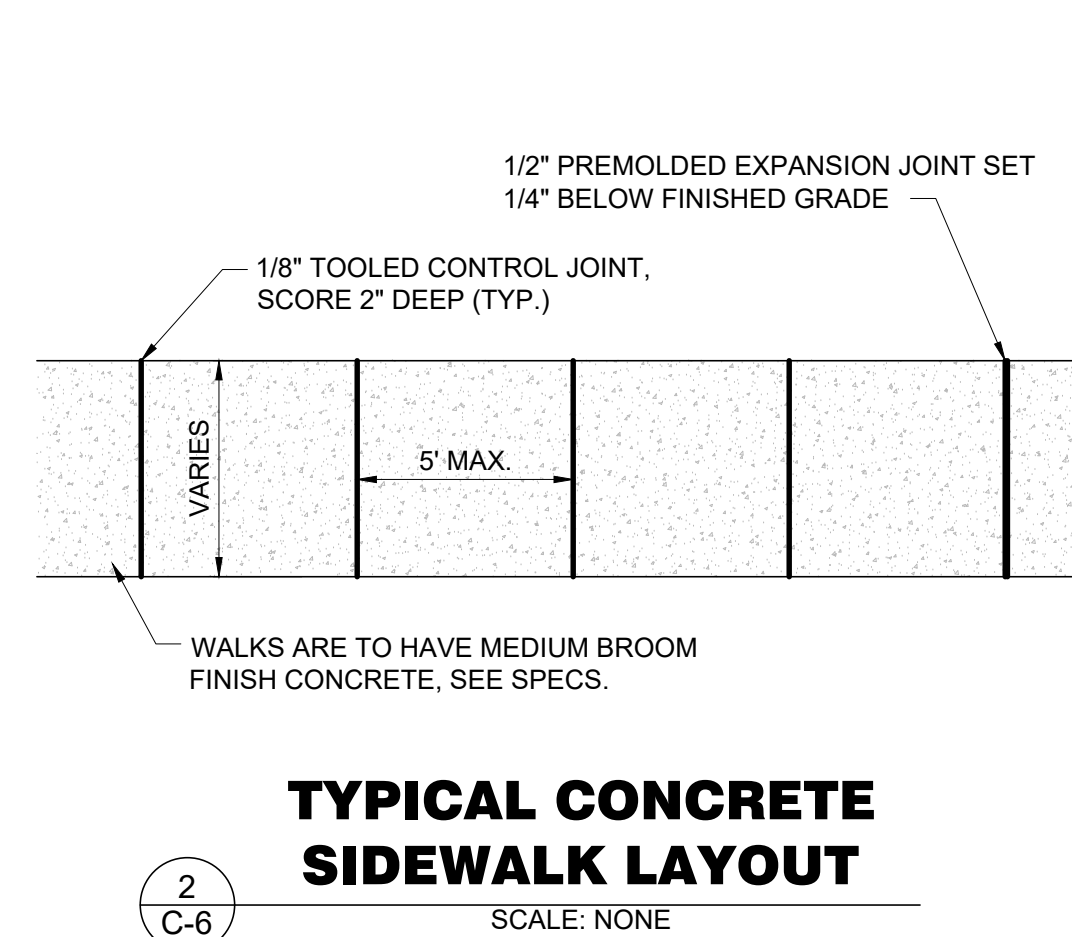 1/2" PREMOLDED EXPANSION JOINT SET
1/4" BELOW FINISHED GRADE
1/8" TOOLED CONTROL JOINT,
SCORE 2" DEEP (TYP.)
VARIES
5' MAX.
WALKS ARE TO HAVE MEDIUM BROOM
FINISH CONCRETE, SEE SPECS.
TYPICAL CONCRETE
SIDEWALK LAYOUT
2
C-6
SCALE: NONE